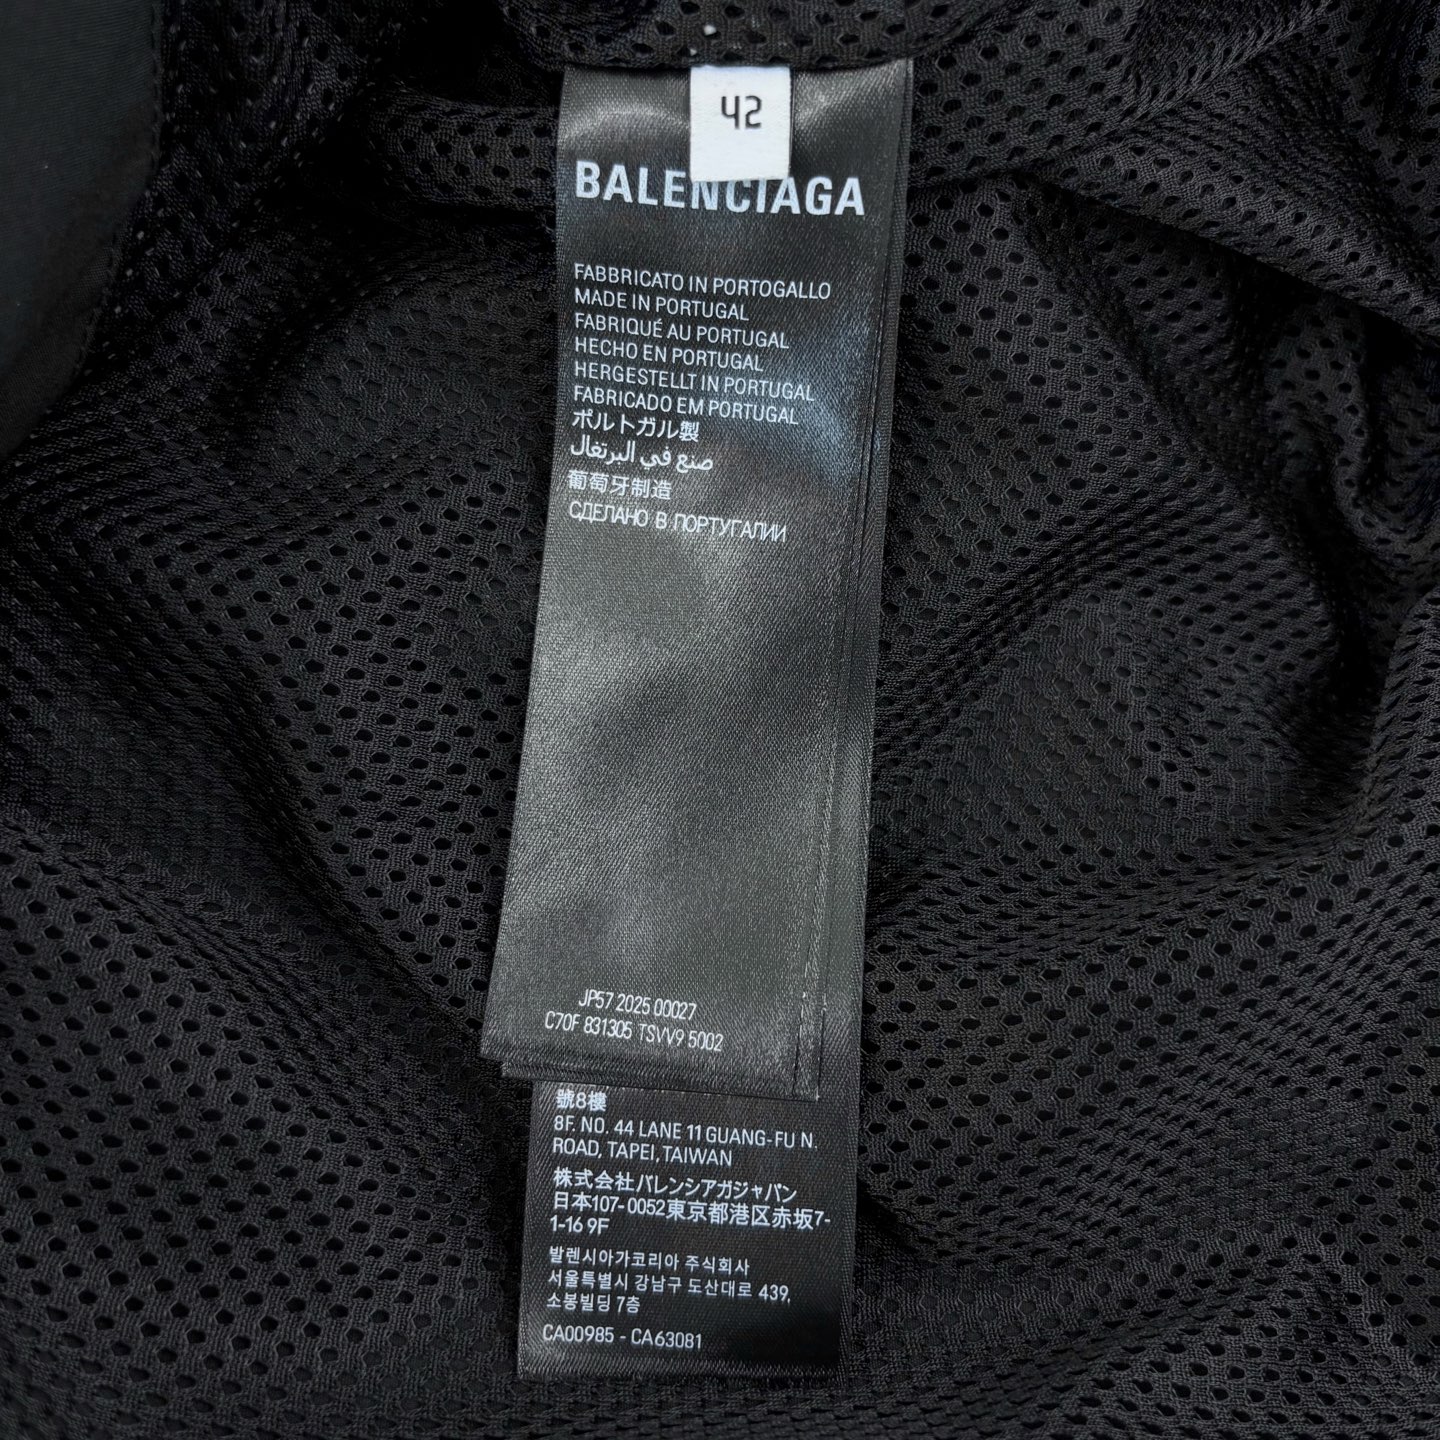 42
BALENCIAGA
FABBRICATO IN PORTOGALLO
MADE IN PORTUGAL
FABRIQUÉ AU PORTUGAL
HECHO EN PORTUGAL
HERGESTELLT IN PORTUGAL
FABRICADO EM PORTUGAL
ポルトガル製
صنع في البرتغال
葡萄牙制造
СДЕЛАНО В ПОРТУГАЛИИ
JP57 2025 00027
C70F 831305 TSVV9 5002
號8樓
8F. NO. 44 LANE 11 GUANG-FU N.
ROAD, TAPEI, TAIWAN
株式会社バレンシアガジャパン
日本107-0052東京都港区赤坂7-
1-16 9F
발렌시아가코리아 주식회사
서울특별시 강남구 도산대로 439,
소봉빌딩 7층
CA00985 - CA63081